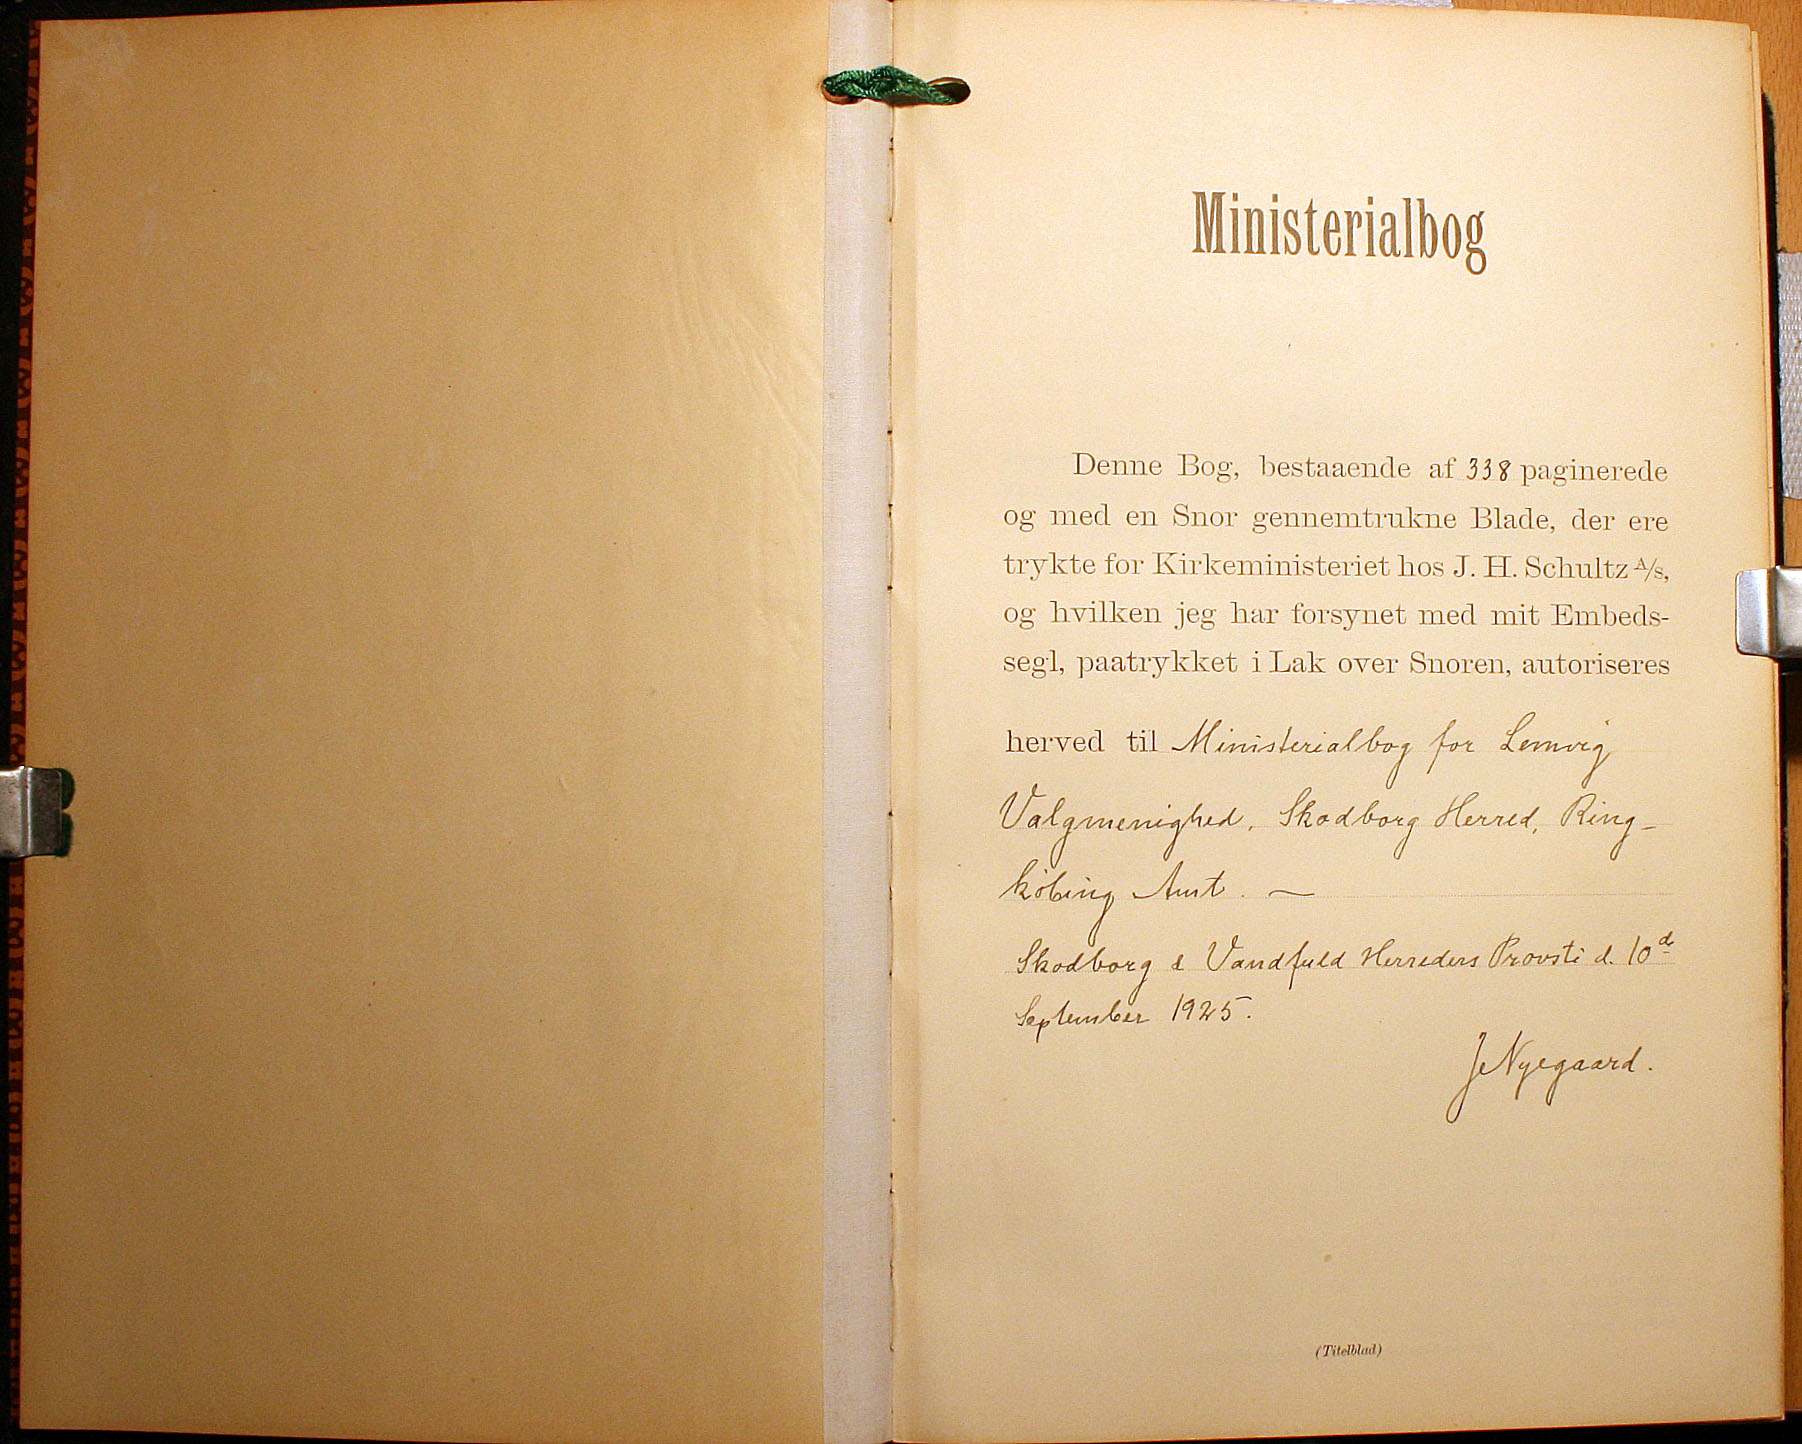 Ministerialbog
Denne Bog, bestaaende af 338 paginerede
og med en Snor gennemtrukne Blade, der ere
trykte for Kirkeministeriet hos J. H. Schultz A/s,
og hvilken jeg har forsynet med mit Embeds-
segl, paatrykket i Lak over Snoren, autoriseres
herved til Ministerialbog for Lemvig
Valgmenighed, Skodborg Herred, Ring-
köbing Amt. —
Skodborg & Vandfuld Herreders Provsti d. 10de
September 1925.
J Nyegaard.
(Titelblad)